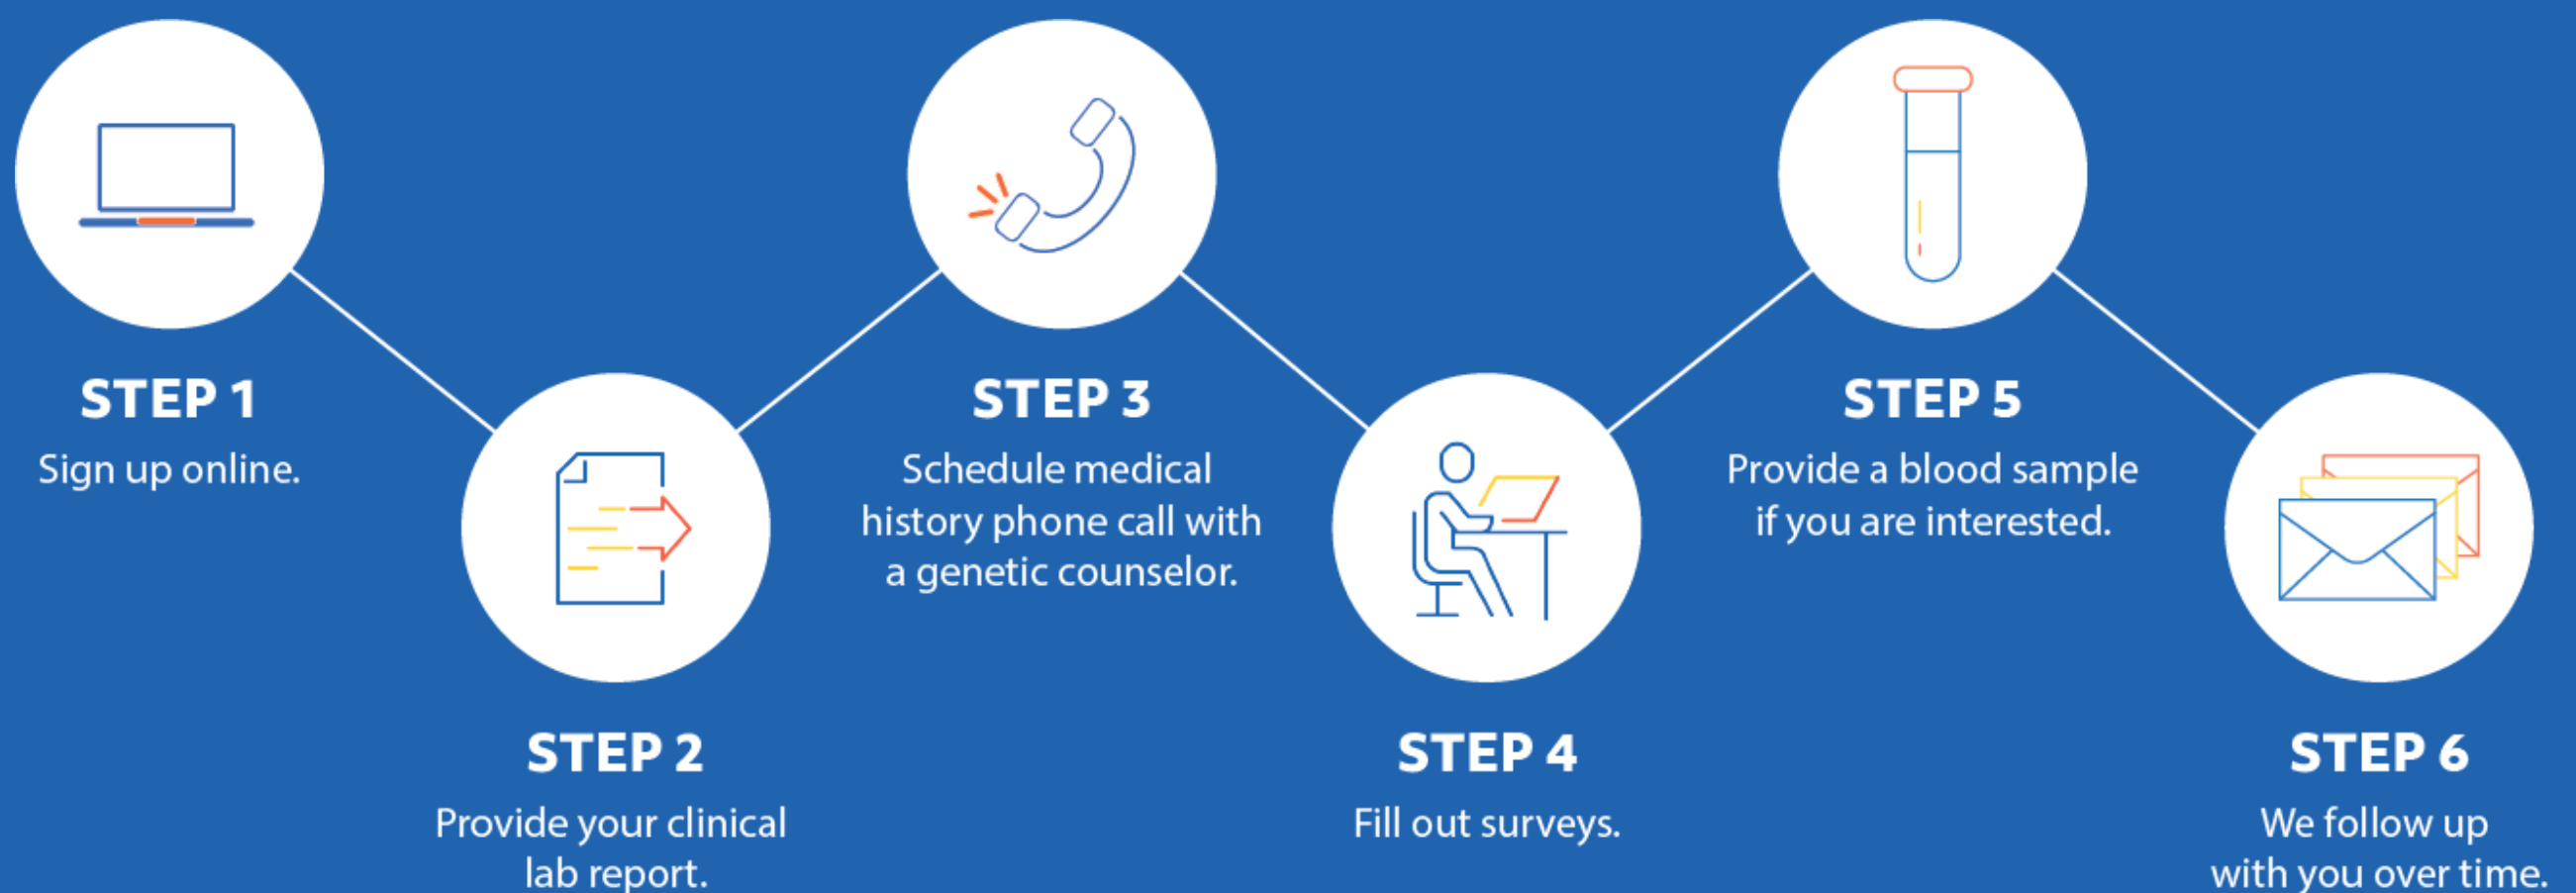 STEP 1
Sign up online.
STEP 2
Provide your clinical
lab report.
STEP 3
Schedule medical
history phone call with
a genetic counselor.
STEP 4
Fill out surveys.
STEP 5
Provide a blood sample
if you are interested.
STEP 6
We follow up
with you over time.